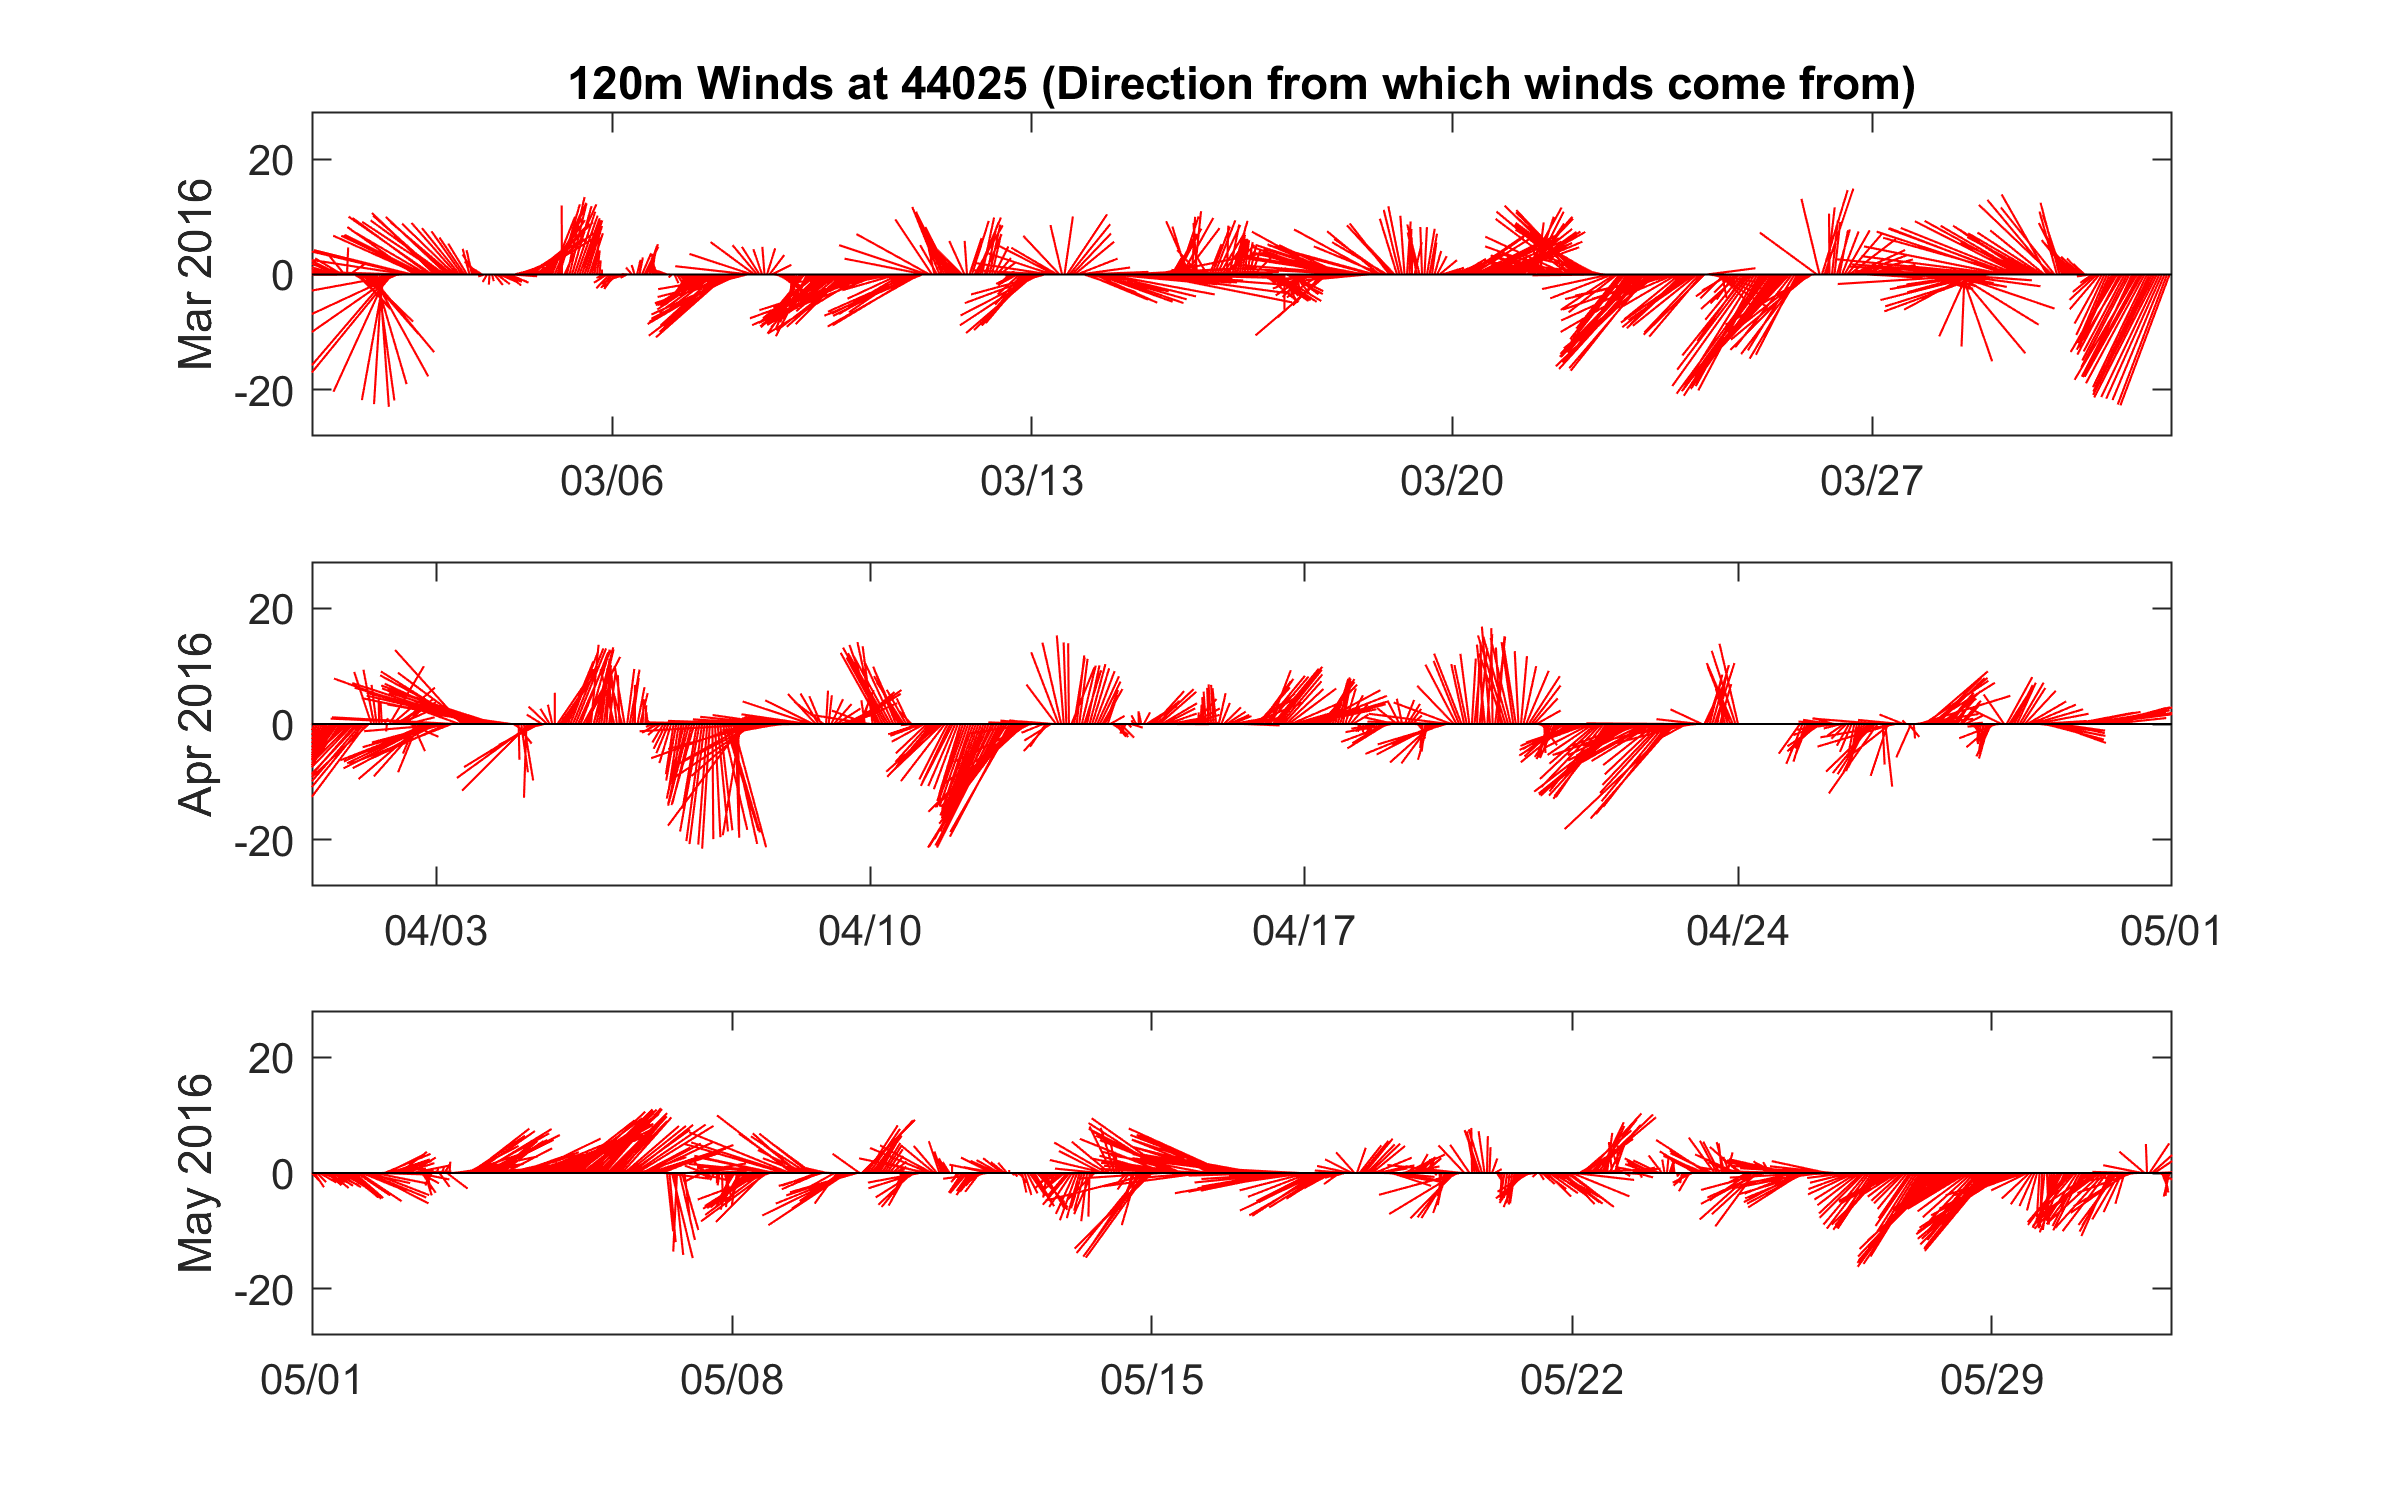 120m Winds at 44025 (Direction from which winds come from)
Mar 2016
20
0
-20
03/06 03/13 03/20 03/27
Apr 2016
20
0
-20
04/03 04/10 04/17 04/24 05/01
May 2016
20
0
-20
05/01 05/08 05/15 05/22 05/29